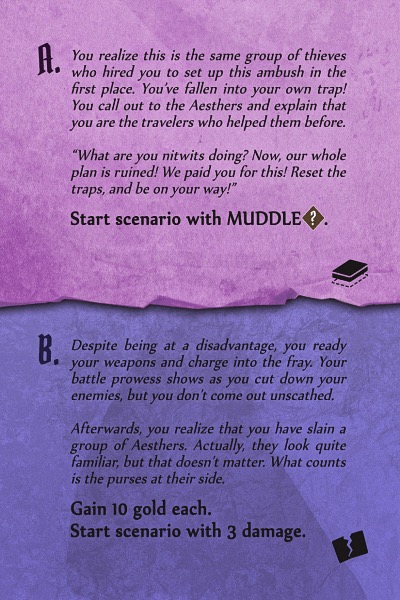 A. You realize this is the same group of thieves
who hired you to set up this ambush in the
first place. You've fallen into your own trap!
You call out to the Aesthers and explain that
you are the travelers who helped them before.
“What are you nitwits doing? Now, our whole
plan is ruined! We paid you for this! Reset the
traps, and be on your way!”
Start scenario with MUDDLE ?.
B. Despite being at a disadvantage, you ready
your weapons and charge into the fray. Your
battle prowess shows as you cut down your
enemies, but you don't come out unscathed.
Afterwards, you realize that you have slain a
group of Aesthers. Actually, they look quite
familiar, but that doesn't matter. What counts
is the purses at their side.
Gain 10 gold each.
Start scenario with 3 damage.